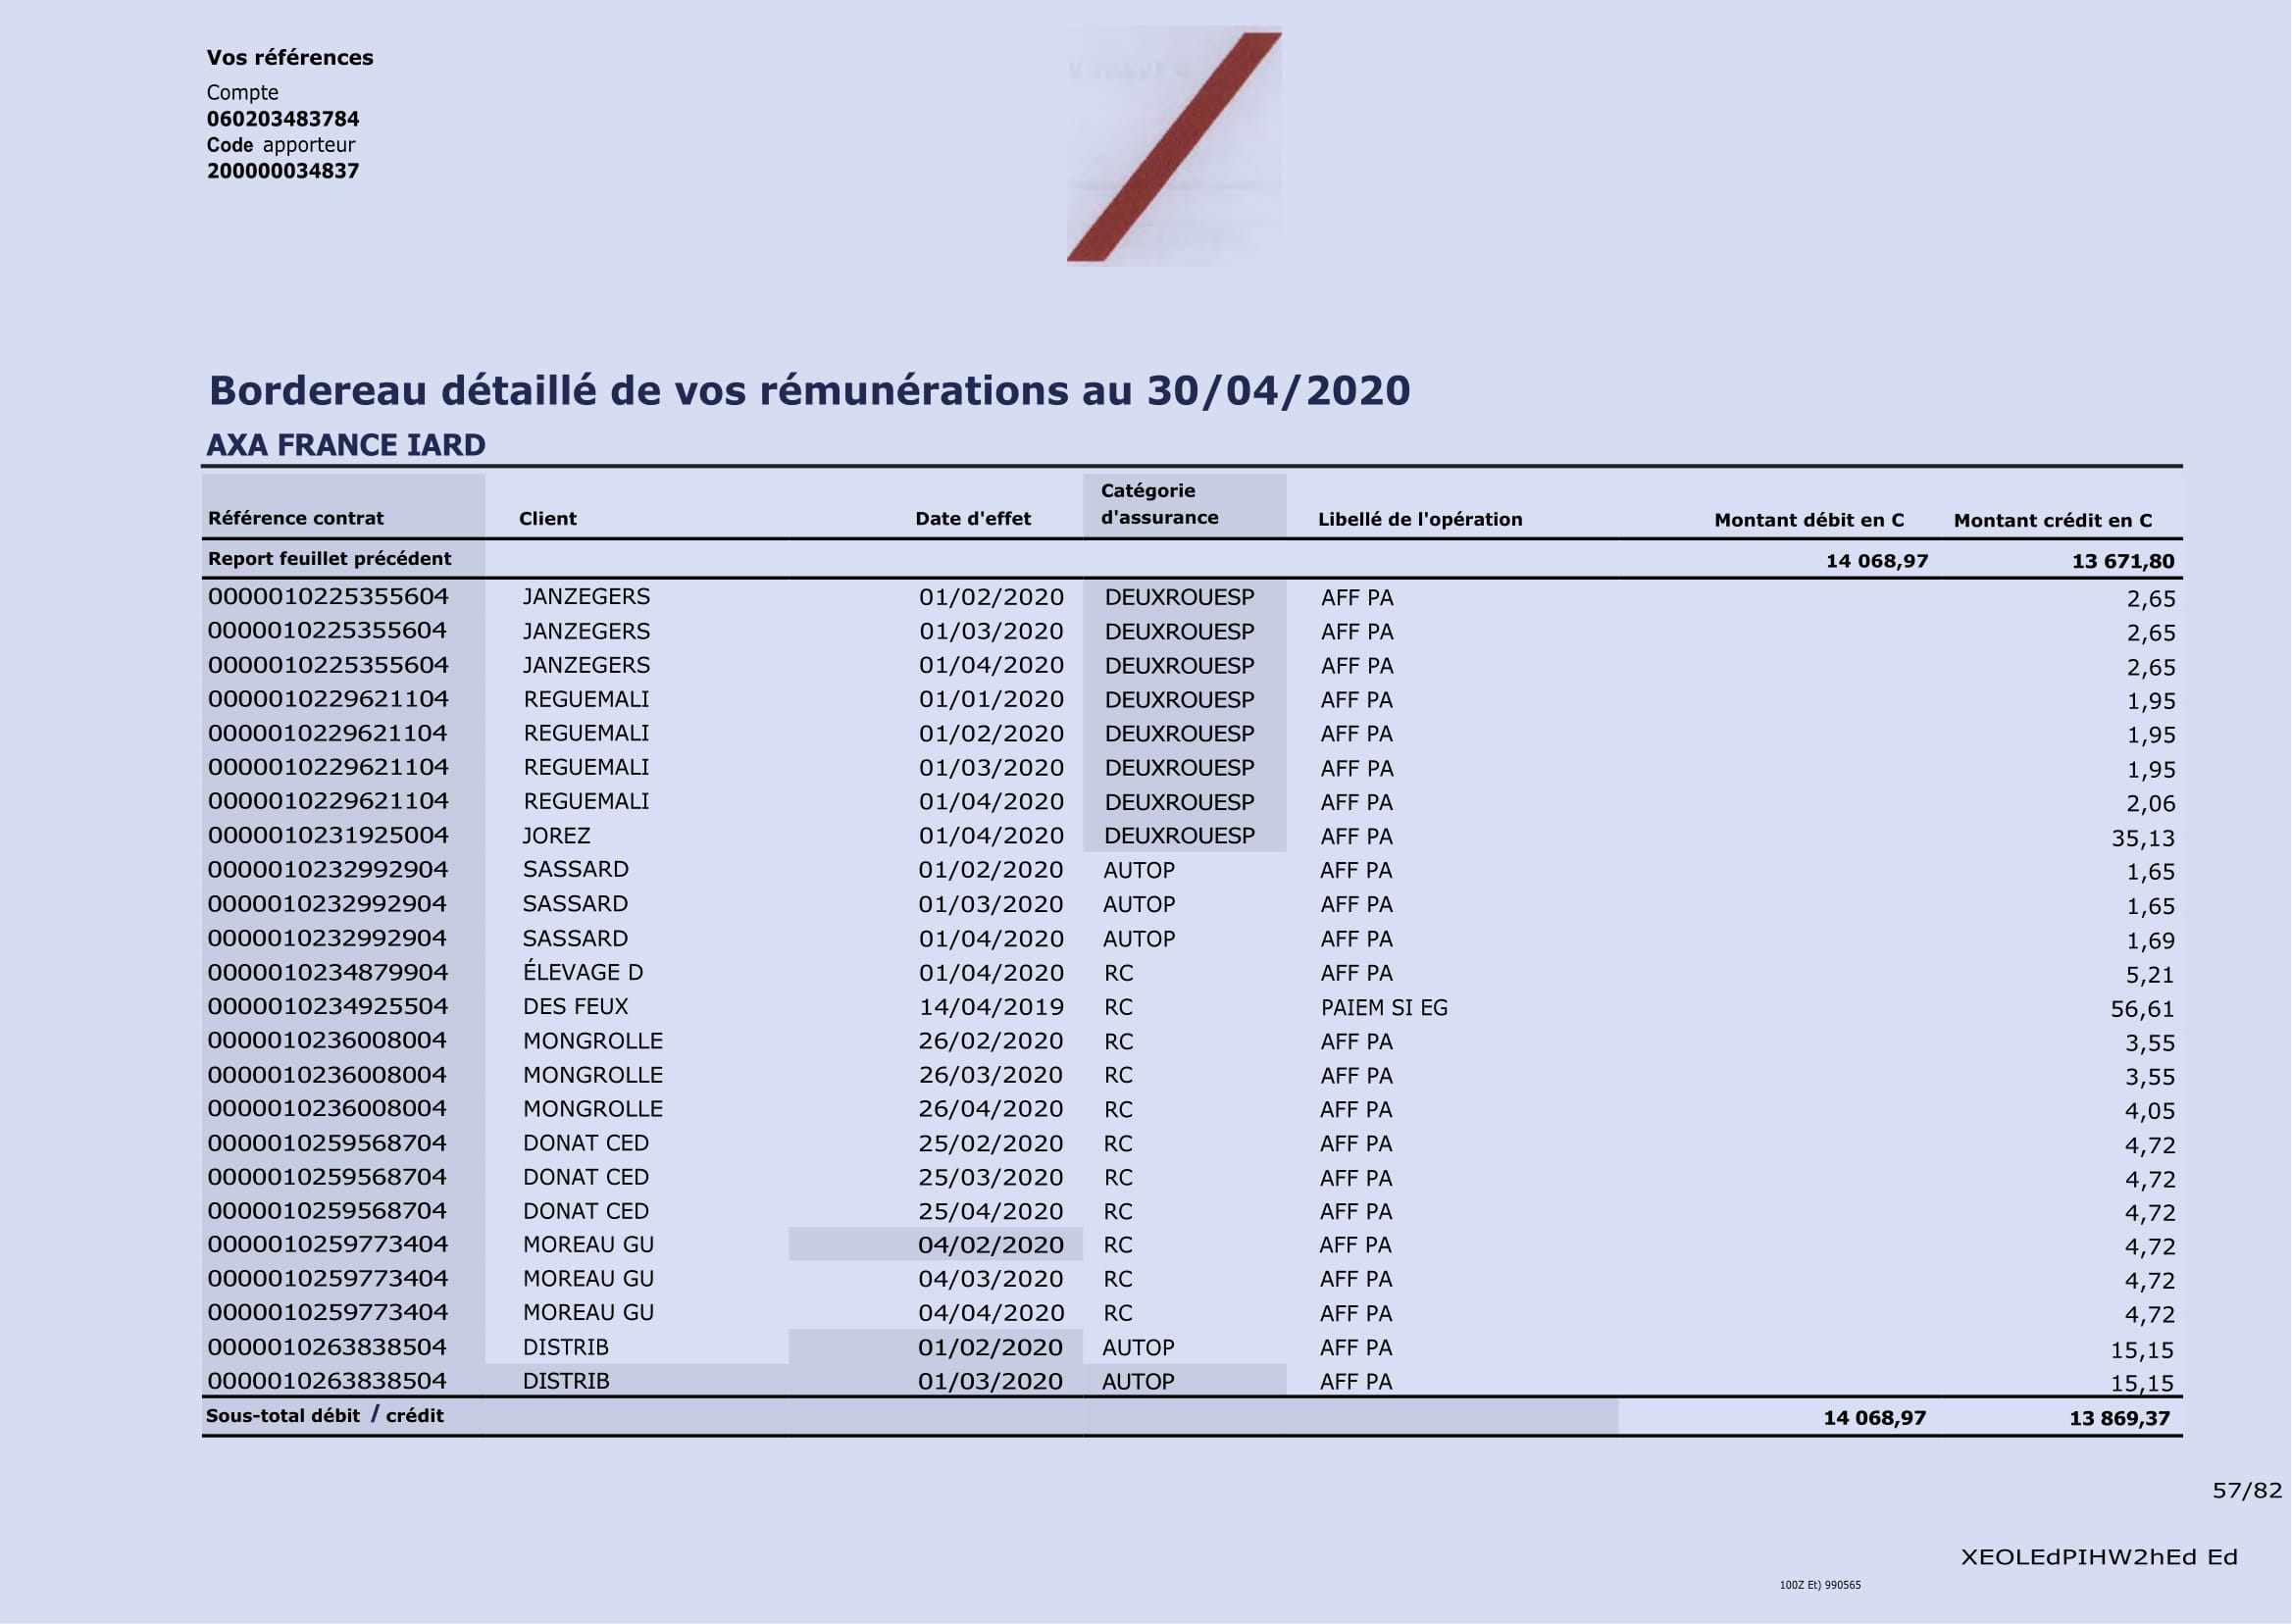 Vos références
Compte
060203483784
Code apporteur
200000034837
Bordereau détaillé de vos rémunérations au 30/04/2020
AXA FRANCE IARD
Référence contrat Client Date d'effet Catégorie d'assurance Libellé de l'opération Montant débit en C Montant crédit en C
Report feuillet précédent 14 068,97 13 671,80
0000010225355604 JANZEGERS 01/02/2020 DEUXROUESP AFF PA 2,65
0000010225355604 JANZEGERS 01/03/2020 DEUXROUESP AFF PA 2,65
0000010225355604 JANZEGERS 01/04/2020 DEUXROUESP AFF PA 2,65
0000010229621104 REGUEMALI 01/01/2020 DEUXROUESP AFF PA 1,95
0000010229621104 REGUEMALI 01/02/2020 DEUXROUESP AFF PA 1,95
0000010229621104 REGUEMALI 01/03/2020 DEUXROUESP AFF PA 1,95
0000010229621104 REGUEMALI 01/04/2020 DEUXROUESP AFF PA 2,06
0000010231925004 JOREZ 01/04/2020 DEUXROUESP AFF PA 35,13
0000010232992904 SASSARD 01/02/2020 AUTOP AFF PA 1,65
0000010232992904 SASSARD 01/03/2020 AUTOP AFF PA 1,65
0000010232992904 SASSARD 01/04/2020 AUTOP AFF PA 1,69
0000010234879904 ÉLEVAGE D 01/04/2020 RC AFF PA 5,21
0000010234925504 DES FEUX 14/04/2019 RC PAIEM SI EG 56,61
0000010236008004 MONGROLLE 26/02/2020 RC AFF PA 3,55
0000010236008004 MONGROLLE 26/03/2020 RC AFF PA 3,55
0000010236008004 MONGROLLE 26/04/2020 RC AFF PA 4,05
0000010259568704 DONAT CED 25/02/2020 RC AFF PA 4,72
0000010259568704 DONAT CED 25/03/2020 RC AFF PA 4,72
0000010259568704 DONAT CED 25/04/2020 RC AFF PA 4,72
0000010259773404 MOREAU GU 04/02/2020 RC AFF PA 4,72
0000010259773404 MOREAU GU 04/03/2020 RC AFF PA 4,72
0000010259773404 MOREAU GU 04/04/2020 RC AFF PA 4,72
0000010263838504 DISTRIB 01/02/2020 AUTOP AFF PA 15,15
0000010263838504 DISTRIB 01/03/2020 AUTOP AFF PA 15,15
Sous-total débit / crédit 14 068,97 13 869,37
57/82
XEOLEdPIHW2hEd Ed
100Z Et) 990565